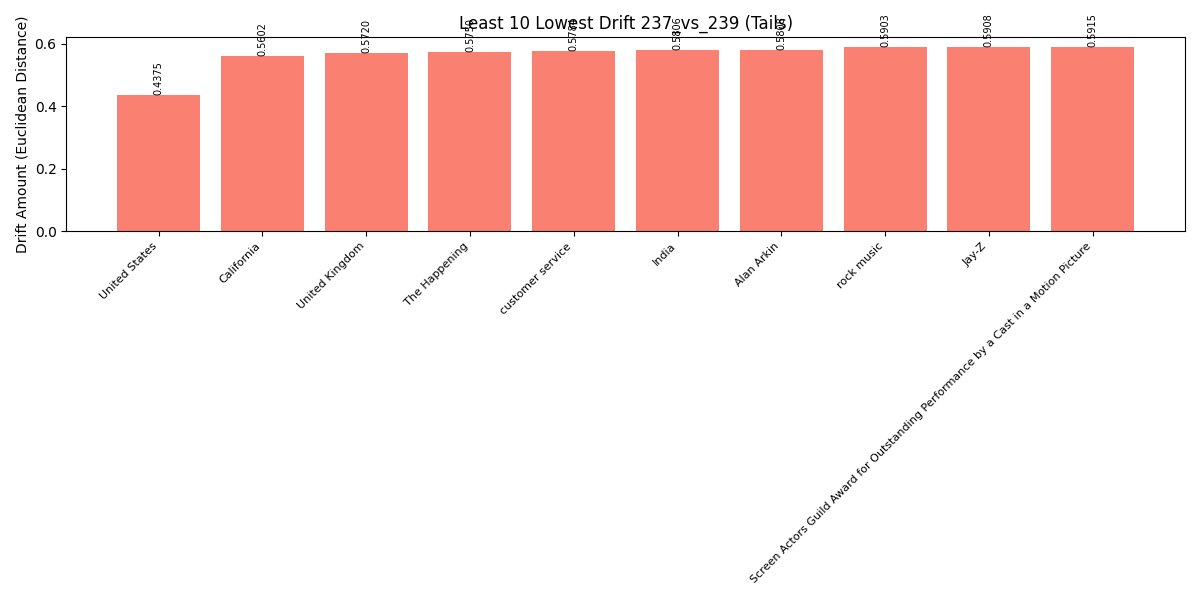 Least 10 Lowest Drift 237_vs_239 (Tails)
Drift Amount (Euclidean Distance)
0.6
0.4
0.2
0.0
0.4375
0.5602
0.5720
0.5806
0.5903
0.5908
0.5915
United States
California
United Kingdom
The Happening
customer service
India
Alan Arkin
rock music
Jay-Z
Screen Actors Guild Award for Outstanding Performance by a Cast in a Motion Picture